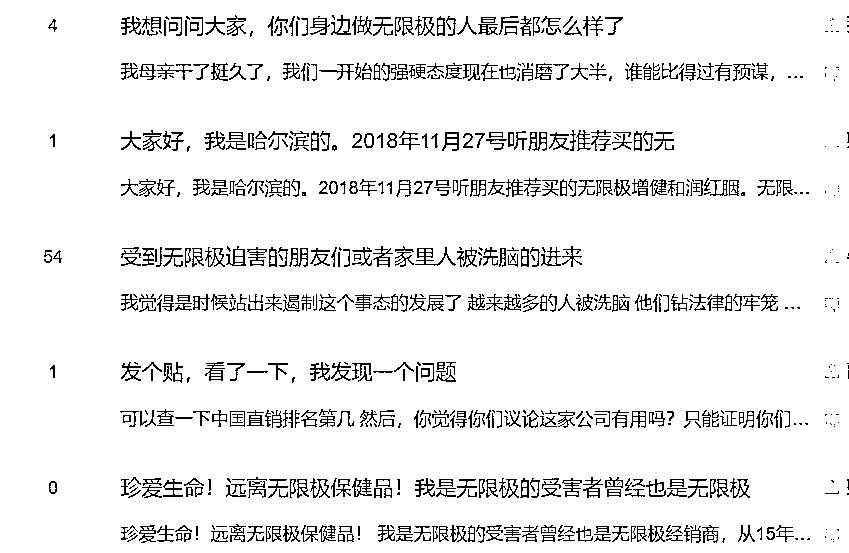 4 我想问问大家，你们身边做无限极的人最后都怎么样了
我母亲干了挺久了，我们一开始的强硬态度现在也消磨了大半，谁能比得过有预谋，...
1 大家好，我是哈尔滨的。2018年11月27号听朋友推荐买的无
大家好，我是哈尔滨的。2018年11月27号听朋友推荐买的无限极增健和润红胭。无限...
54 受到无限极迫害的朋友们或者家里人被洗脑的进来
我觉得是时候站出来遏制这个事态的发展了 越来越多的人被洗脑 他们钻法律的牢笼 ...
1 发个贴，看了一下，我发现一个问题
可以查一下中国直销排名第几 然后，你觉得你们议论这家公司有用吗？只能证明你们...
0 珍爱生命！远离无限极保健品！我是无限极的受害者曾经也是无限极
珍爱生命！远离无限极保健品！ 我是无限极的受害者曾经也是无限极经销商，从15年...